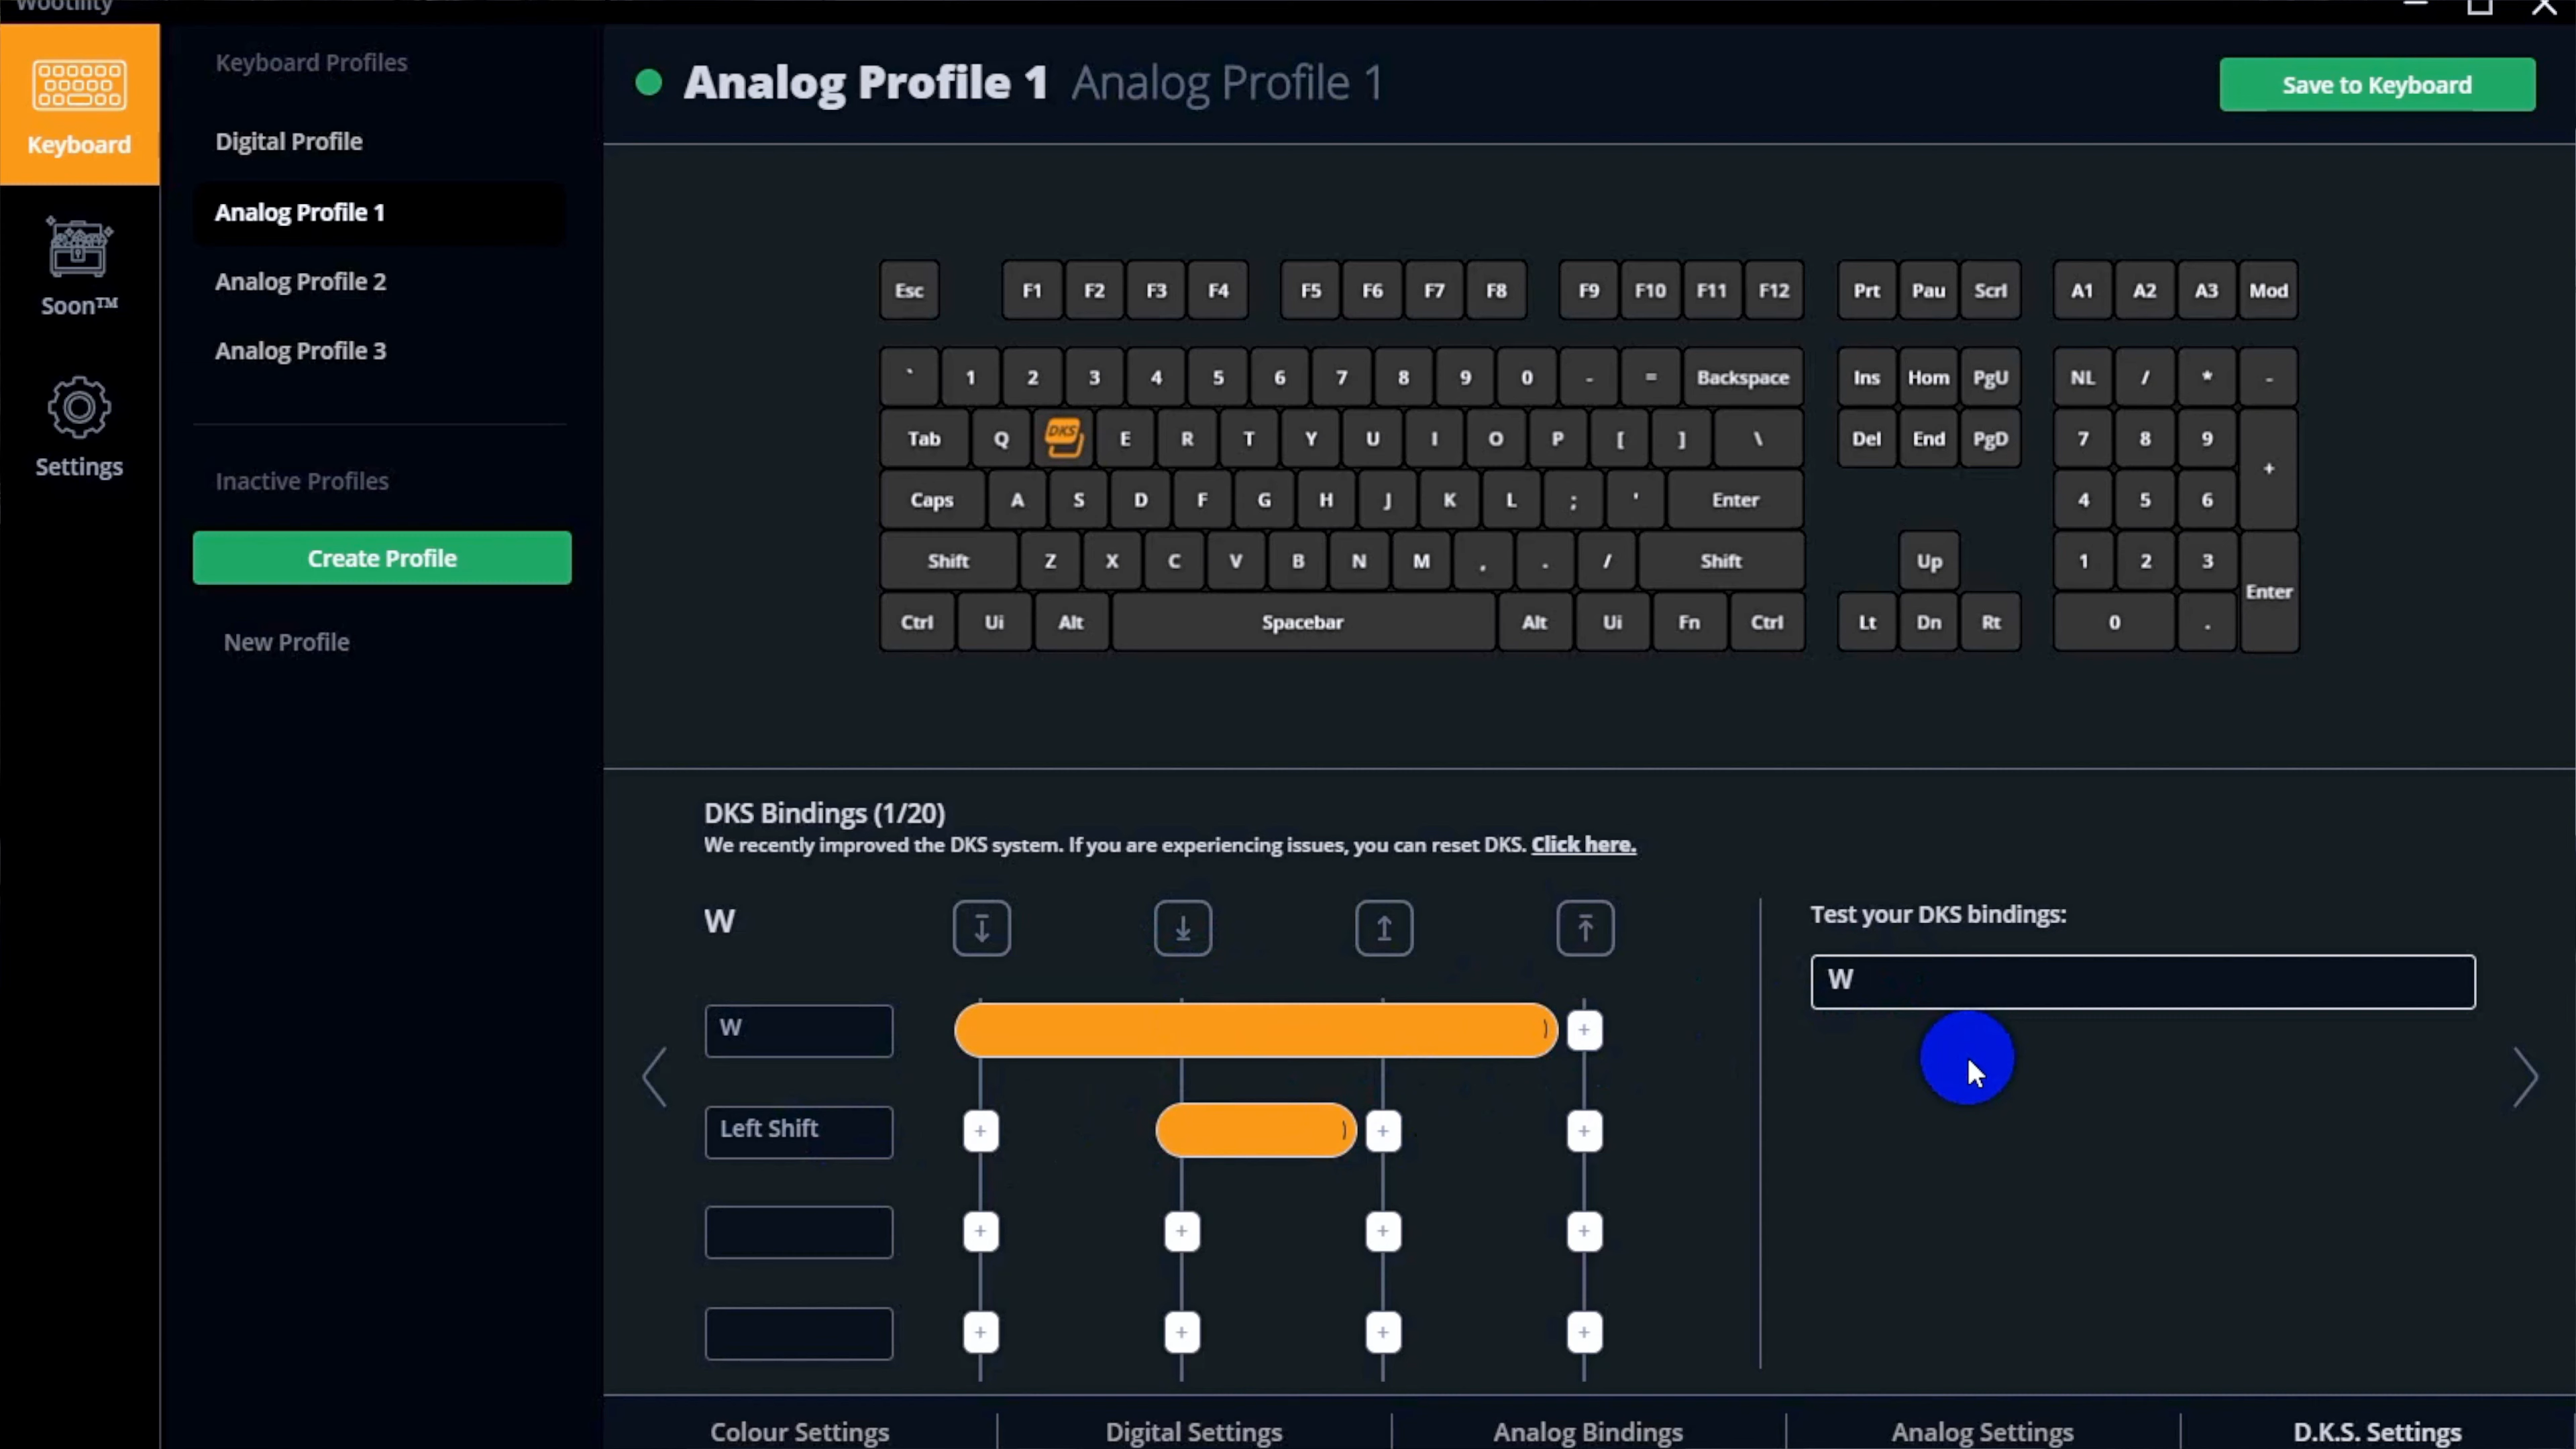 Wootility
Keyboard
Soon™
Settings
Keyboard Profiles
Digital Profile
Analog Profile 1
Analog Profile 2
Analog Profile 3
Inactive Profiles
Create Profile
New Profile
Analog Profile 1 Analog Profile 1
Save to Keyboard
Esc F1 F2 F3 F4 F5 F6 F7 F8 F9 F10 F11 F12 Prt Pau Scrl A1 A2 A3 Mod
` 1 2 3 4 5 6 7 8 9 0 - = Backspace Ins Hom PgU NL / * -
Tab Q DKS E R T Y U I O P [ ] \ Del End PgD 7 8 9 +
Caps A S D F G H J K L ; ' Enter 4 5 6
Shift Z X C V B N M , . / Shift Up 1 2 3 Enter
Ctrl Ui Alt Spacebar Alt Ui Fn Ctrl Lt Dn Rt 0 .
DKS Bindings (1/20)
We recently improved the DKS system. If you are experiencing issues, you can reset DKS. Click here.
W
W
Left Shift
Test your DKS bindings:
W
Colour Settings
Digital Settings
Analog Bindings
Analog Settings
D.K.S. Settings